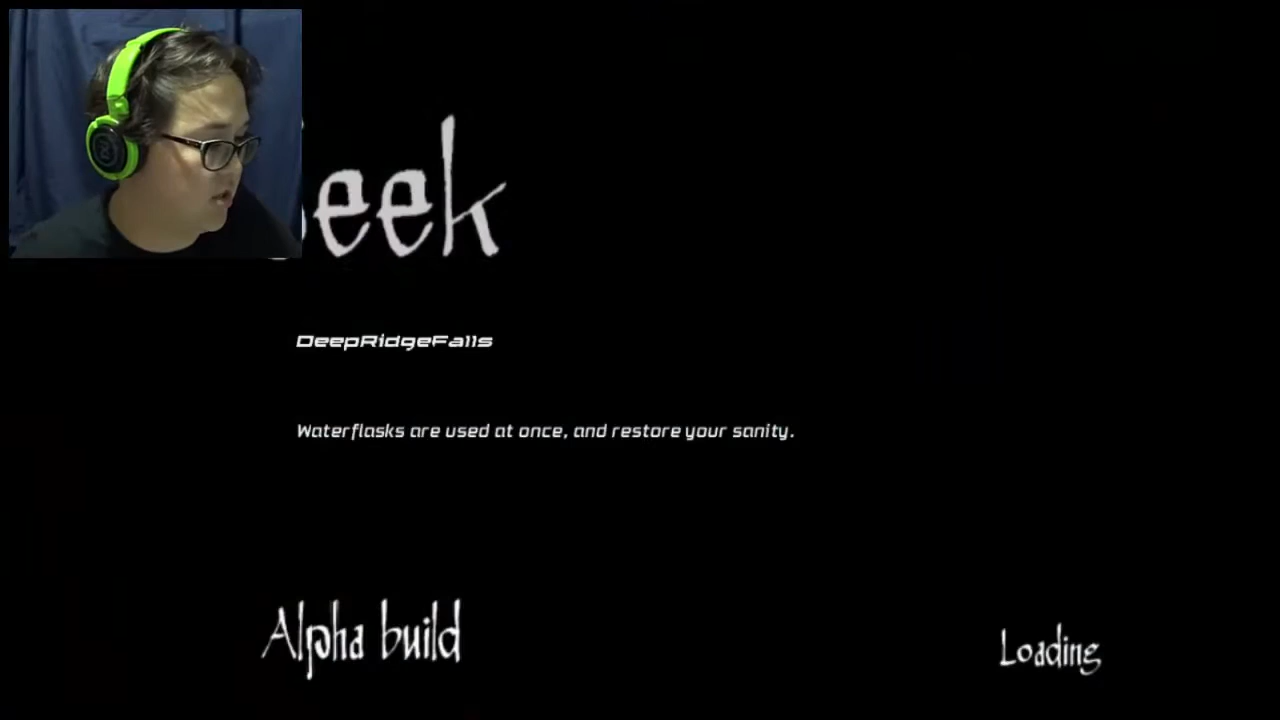 eek
DeepRidgeFalls
Waterflasks are used at once, and restore your sanity.
Alpha build
Loading